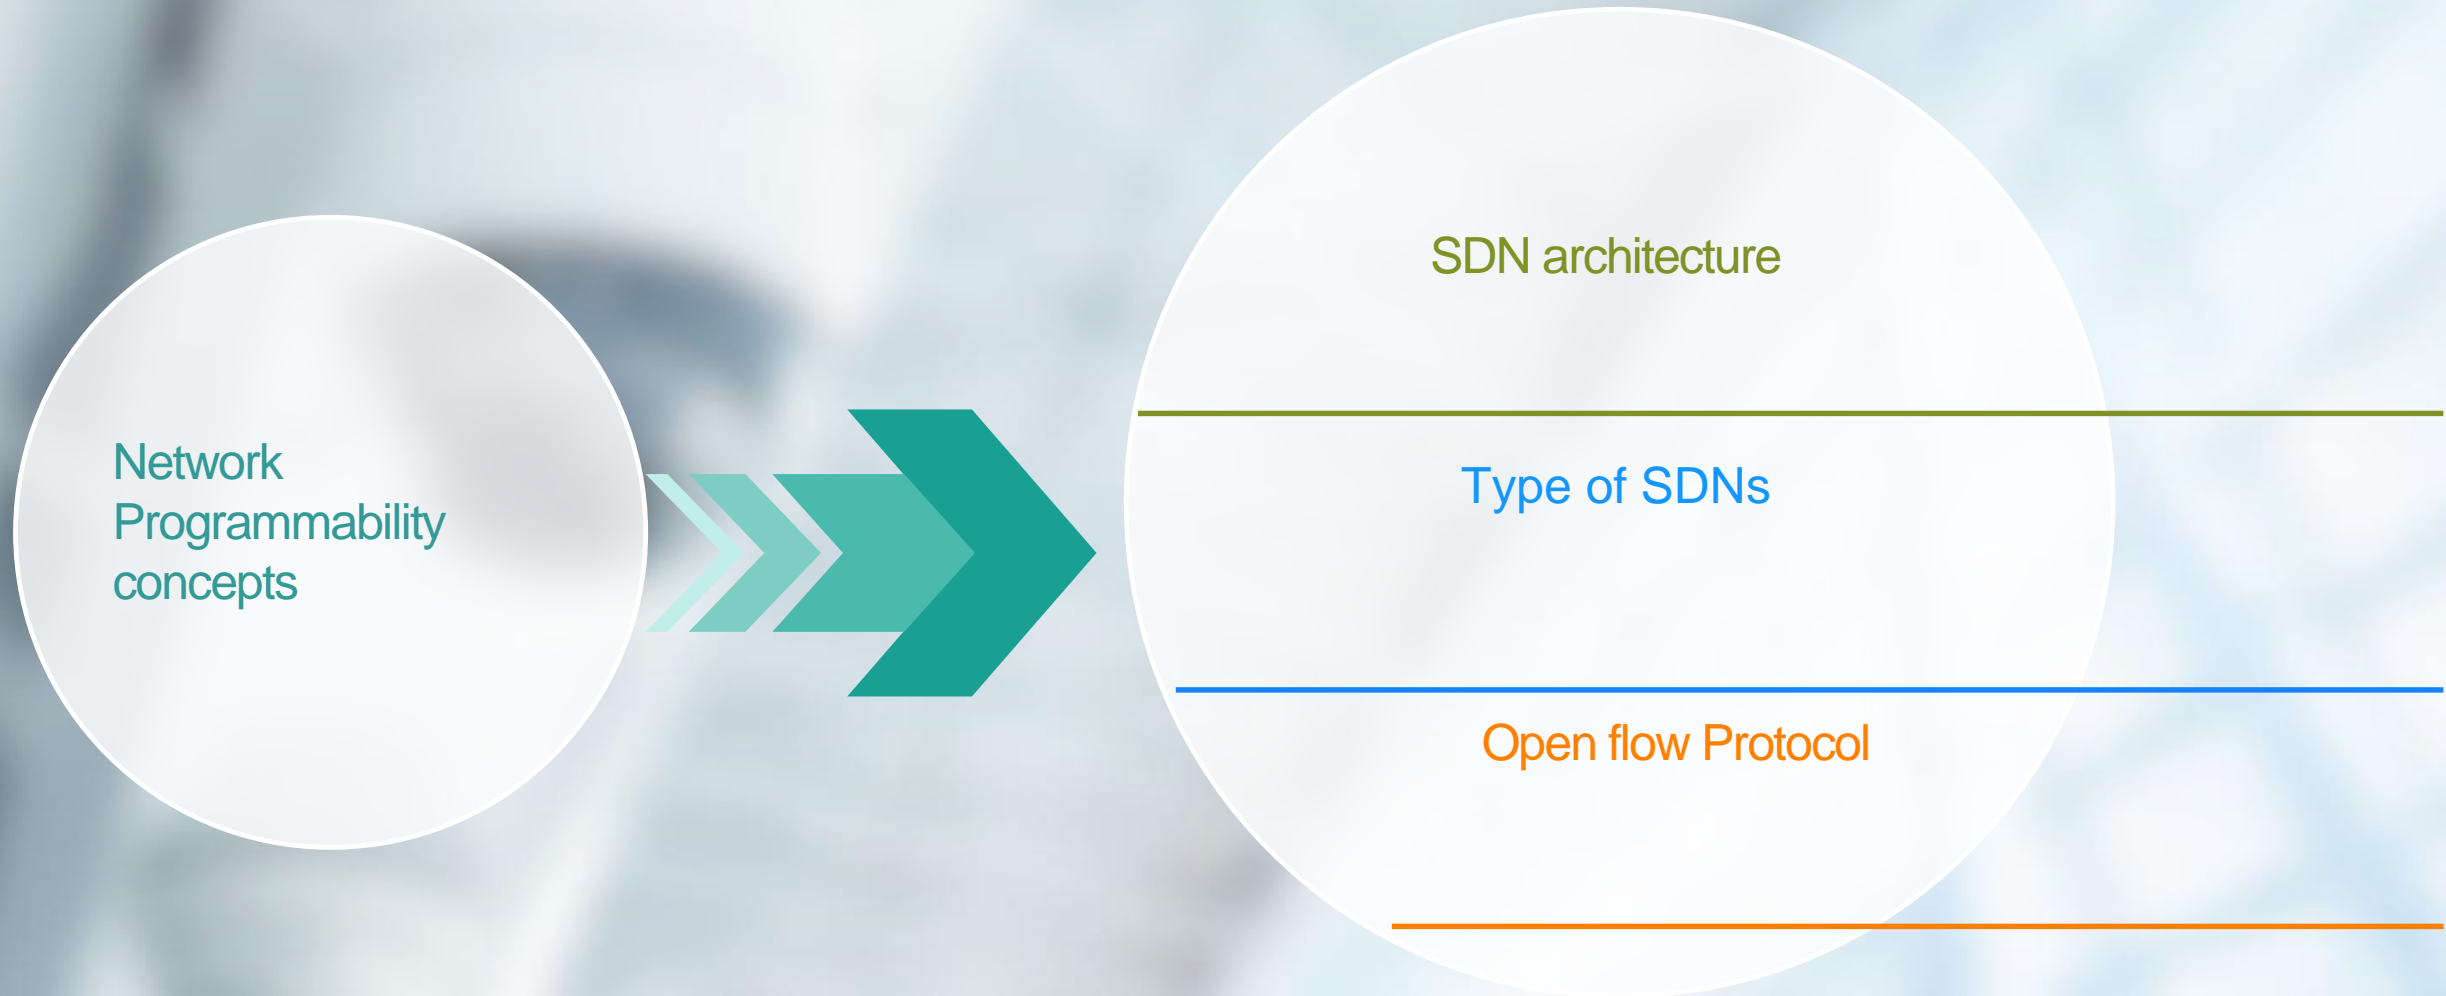 Network
Programmability
concepts
SDN architecture
Type of SDNs
Open flow Protocol